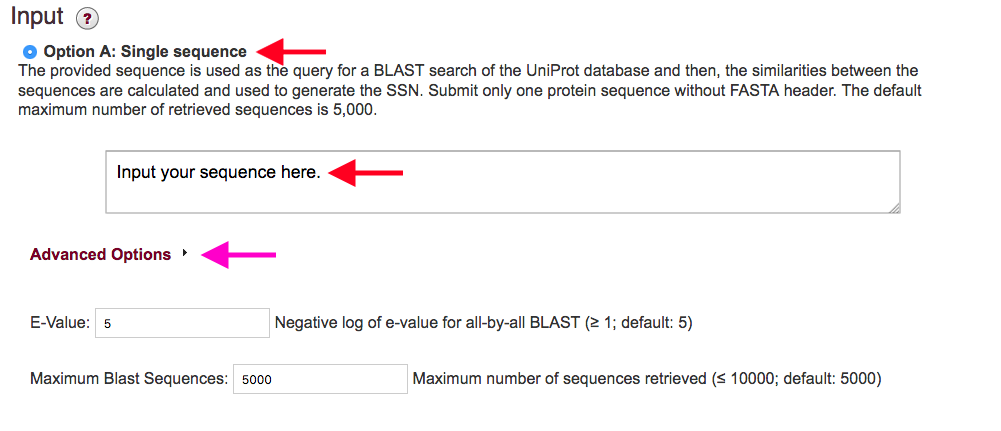 Input ?
Option A: Single sequence
The provided sequence is used as the query for a BLAST search of the UniProt database and then, the similarities between the
sequences are calculated and used to generate the SSN. Submit only one protein sequence without FASTA header. The default
maximum number of retrieved sequences is 5,000.
Input your sequence here.
Advanced Options
E-Value: 5 Negative log of e-value for all-by-all BLAST (≥ 1; default: 5)
Maximum Blast Sequences: 5000 Maximum number of sequences retrieved (≤ 10000; default: 5000)